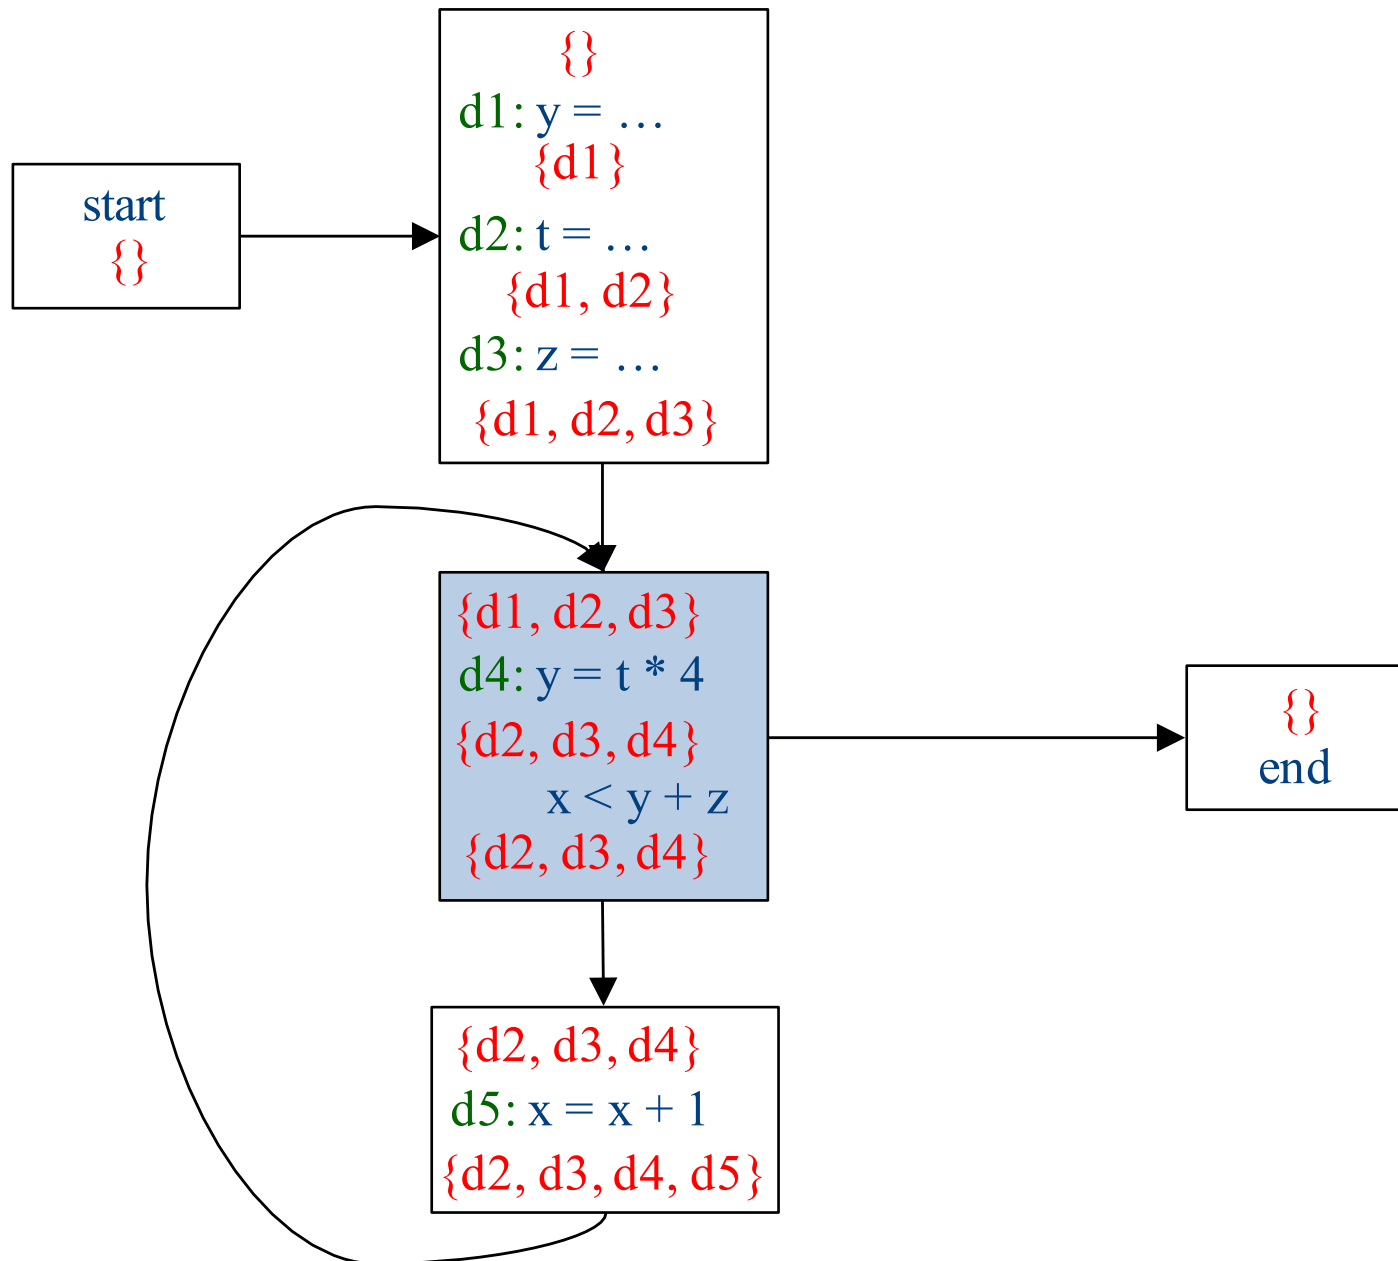 start
{}
{}
d1: y = …
{d1}
d2: t = …
{d1, d2}
d3: z = …
{d1, d2, d3}
{d1, d2, d3}
d4: y = t * 4
{d2, d3, d4}
x < y + z
{d2, d3, d4}
{}
end
{d2, d3, d4}
d5: x = x + 1
{d2, d3, d4, d5}